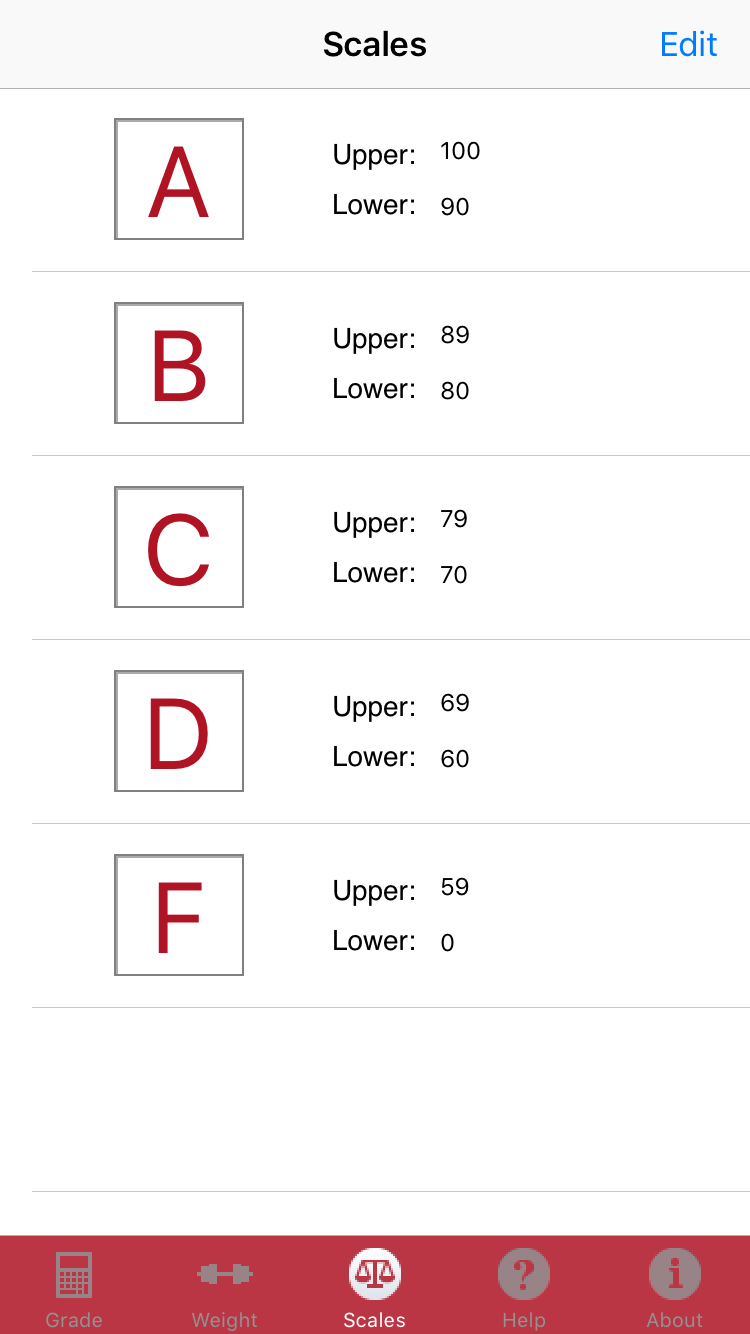 Scales Edit
A
Upper: 100
Lower: 90
B
Upper: 89
Lower: 80
C
Upper: 79
Lower: 70
D
Upper: 69
Lower: 60
F
Upper: 59
Lower: 0
Grade Weight Scales Help About